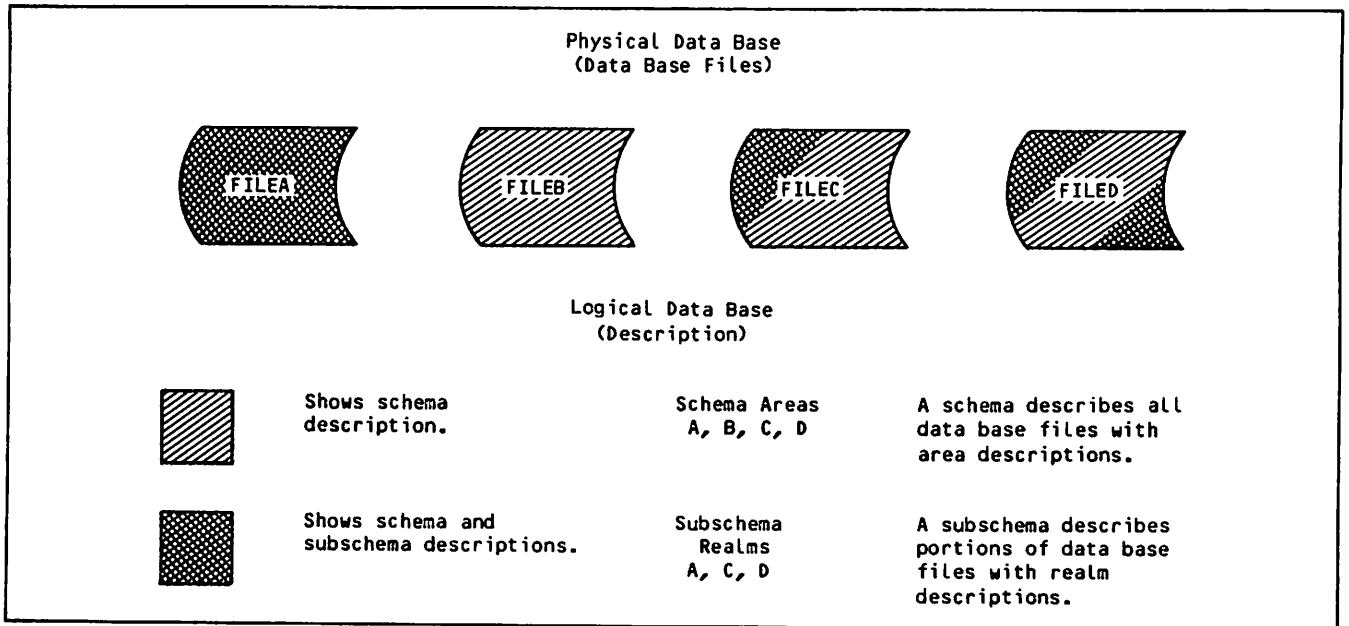 Physical Data Base
(Data Base Files)
FILEA
FILEB
FILEC
FILED
Logical Data Base
(Description)
Shows schema
description.
Schema Areas
A, B, C, D
A schema describes all
data base files with
area descriptions.
Shows schema and
subschema descriptions.
Subschema
Realms
A, C, D
A subschema describes
portions of data base
files with realm
descriptions.